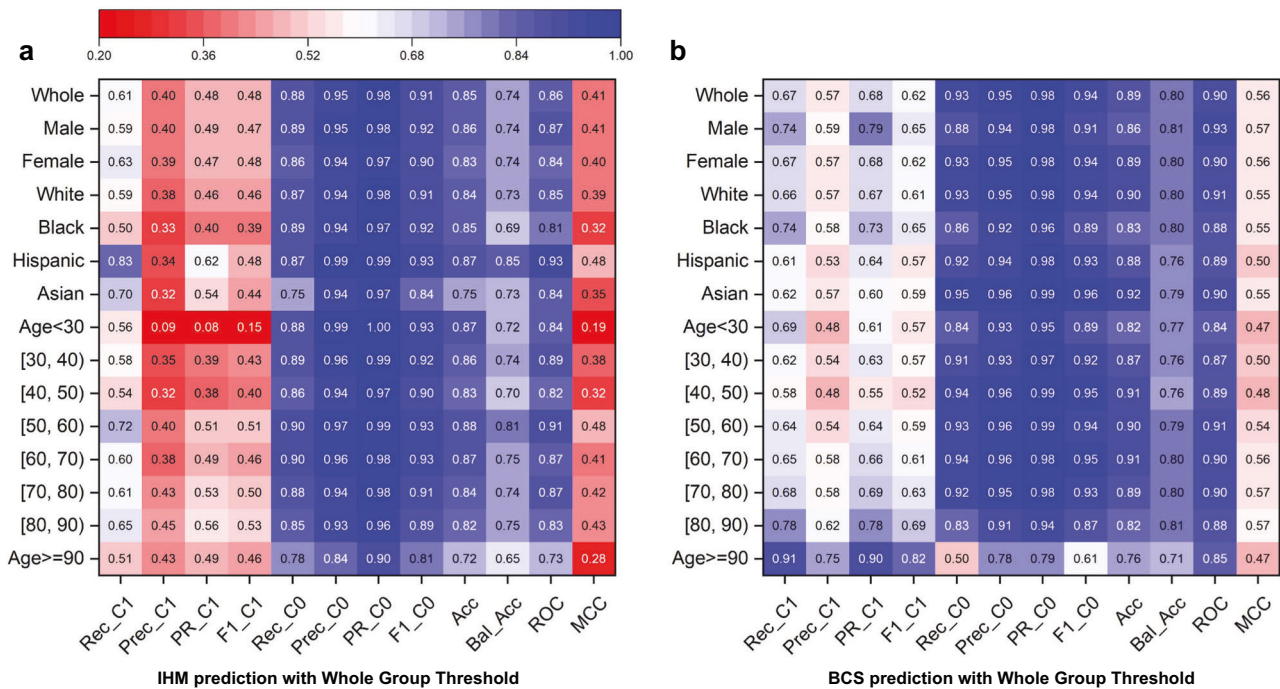 0.20 0.36 0.52 0.68 0.84 1.00
a
Whole 0.61 0.40 0.48 0.48 0.88 0.95 0.98 0.91 0.85 0.74 0.86 0.41
Male 0.59 0.40 0.49 0.47 0.89 0.95 0.98 0.92 0.86 0.74 0.87 0.41
Female 0.63 0.39 0.47 0.48 0.86 0.94 0.97 0.90 0.83 0.74 0.84 0.40
White 0.59 0.38 0.46 0.46 0.87 0.94 0.98 0.91 0.84 0.73 0.85 0.39
Black 0.50 0.33 0.40 0.39 0.89 0.94 0.97 0.92 0.85 0.69 0.81 0.32
Hispanic 0.83 0.34 0.62 0.48 0.87 0.99 0.99 0.93 0.87 0.85 0.93 0.48
Asian 0.70 0.32 0.54 0.44 0.75 0.94 0.97 0.84 0.75 0.73 0.84 0.35
Age<30 0.56 0.09 0.08 0.15 0.88 0.99 1.00 0.93 0.87 0.72 0.84 0.19
[30, 40) 0.58 0.35 0.39 0.43 0.89 0.96 0.99 0.92 0.86 0.74 0.89 0.38
[40, 50) 0.54 0.32 0.38 0.40 0.86 0.94 0.97 0.90 0.83 0.70 0.82 0.32
[50, 60) 0.72 0.40 0.51 0.51 0.90 0.97 0.99 0.93 0.88 0.81 0.91 0.48
[60, 70) 0.60 0.38 0.49 0.46 0.90 0.96 0.98 0.93 0.87 0.75 0.87 0.41
[70, 80) 0.61 0.43 0.53 0.50 0.88 0.94 0.98 0.91 0.84 0.74 0.87 0.42
[80, 90) 0.65 0.45 0.56 0.53 0.85 0.93 0.96 0.89 0.82 0.75 0.83 0.43
Age>=90 0.51 0.43 0.49 0.46 0.78 0.84 0.90 0.81 0.72 0.65 0.73 0.28
Rec_C1 Prec_C1 PR_C1 F1_C1 Rec_C0 Prec_C0 PR_C0 F1_C0 Acc Bal_Acc ROC MCC
IHM prediction with Whole Group Threshold
b
Whole 0.67 0.57 0.68 0.62 0.93 0.95 0.98 0.94 0.89 0.80 0.90 0.56
Male 0.74 0.59 0.79 0.65 0.88 0.94 0.98 0.91 0.86 0.81 0.93 0.57
Female 0.67 0.57 0.68 0.62 0.93 0.95 0.98 0.94 0.89 0.80 0.90 0.56
White 0.66 0.57 0.67 0.61 0.93 0.95 0.98 0.94 0.90 0.80 0.91 0.55
Black 0.74 0.58 0.73 0.65 0.86 0.92 0.96 0.89 0.83 0.80 0.88 0.55
Hispanic 0.61 0.53 0.64 0.57 0.92 0.94 0.98 0.93 0.88 0.76 0.89 0.50
Asian 0.62 0.57 0.60 0.59 0.95 0.96 0.99 0.96 0.92 0.79 0.90 0.55
Age<30 0.69 0.48 0.61 0.57 0.84 0.93 0.95 0.89 0.82 0.77 0.84 0.47
[30, 40) 0.62 0.54 0.63 0.57 0.91 0.93 0.97 0.92 0.87 0.76 0.87 0.50
[40, 50) 0.58 0.48 0.55 0.52 0.94 0.96 0.99 0.95 0.91 0.76 0.89 0.48
[50, 60) 0.64 0.54 0.64 0.59 0.93 0.96 0.99 0.94 0.90 0.79 0.91 0.54
[60, 70) 0.65 0.58 0.66 0.61 0.94 0.96 0.98 0.95 0.91 0.80 0.90 0.56
[70, 80) 0.68 0.58 0.69 0.63 0.92 0.95 0.98 0.93 0.89 0.80 0.90 0.57
[80, 90) 0.78 0.62 0.78 0.69 0.83 0.91 0.94 0.87 0.82 0.81 0.88 0.57
Age>=90 0.91 0.75 0.90 0.82 0.50 0.78 0.79 0.61 0.76 0.71 0.85 0.47
Rec_C1 Prec_C1 PR_C1 F1_C1 Rec_C0 Prec_C0 PR_C0 F1_C0 Acc Bal_Acc ROC MCC
BCS prediction with Whole Group Threshold